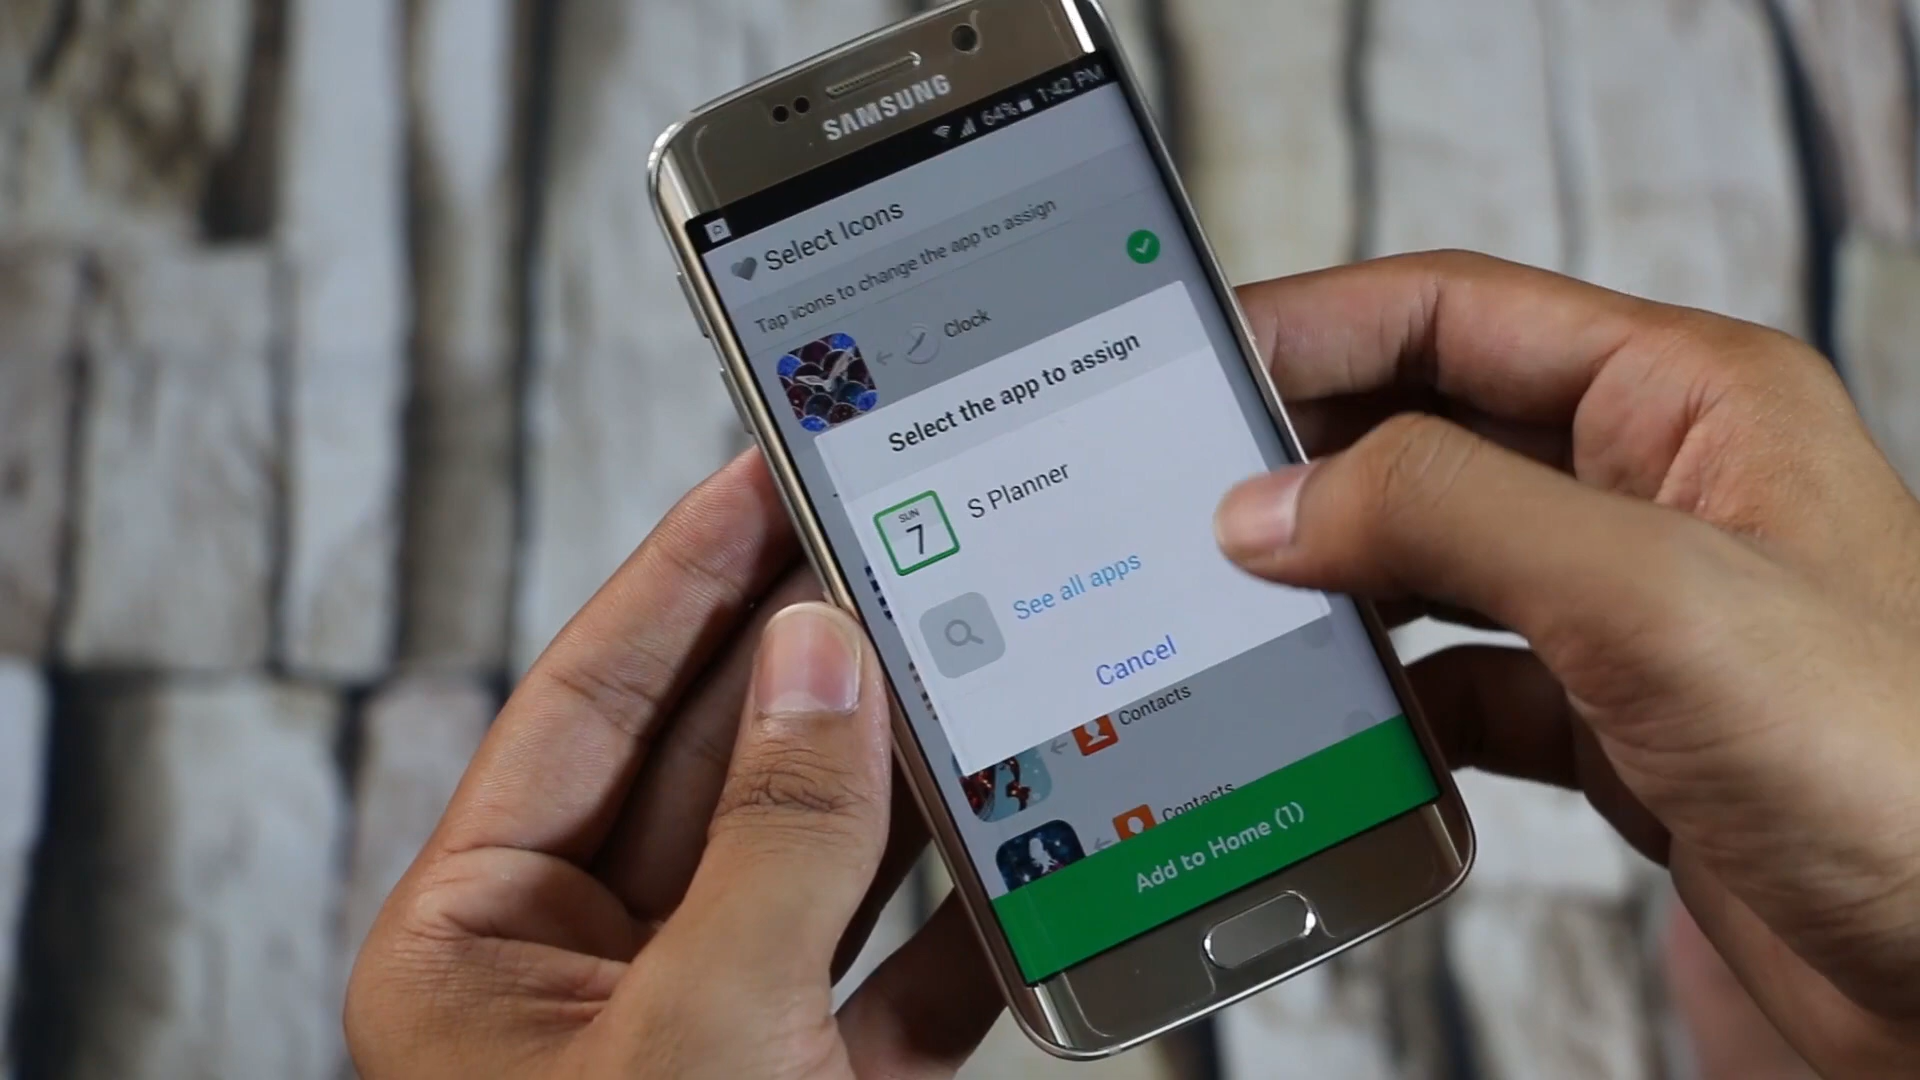 SAMSUNG
64% 1:42 PM
Select Icons
Tap icons to change the app to assign
Clock
Select the app to assign
SUN
7
S Planner
See all apps
Cancel
Contacts
Contacts
Add to Home (1)